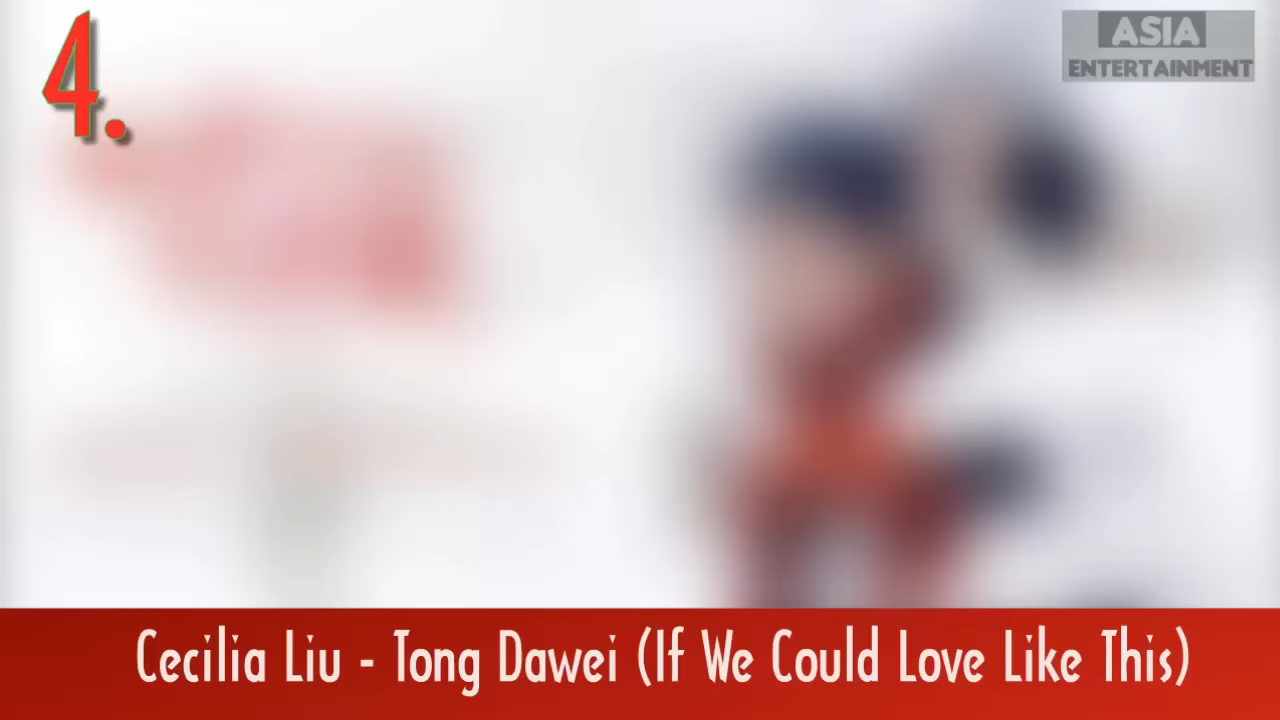 4.
ASIA
ENTERTAINMENT
Cecilia Liu - Tong Dawei (If We Could Love Like This)